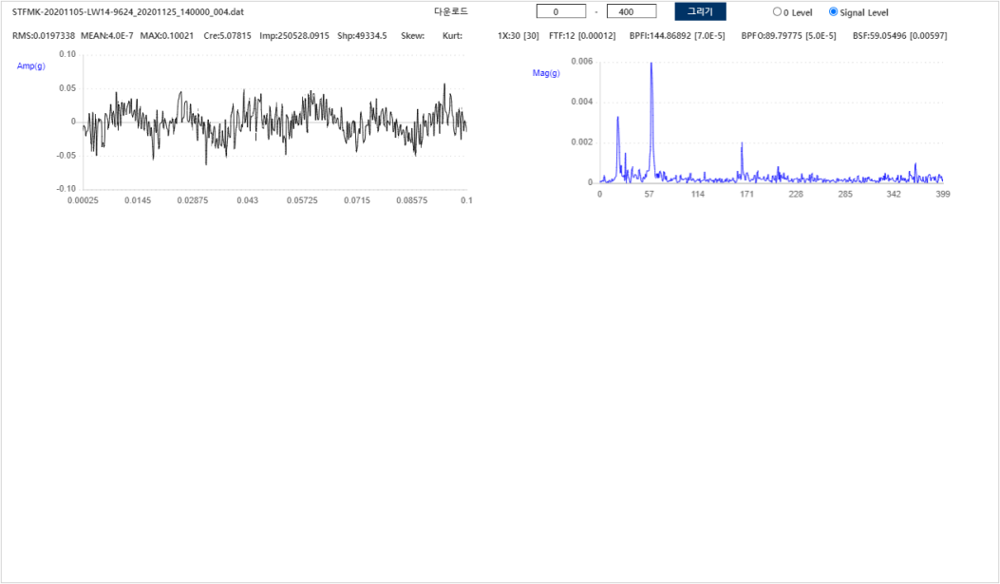 STFMK-20201105-LW14-9624_20201125_140000_004.dat 다운로드 0 - 400 그리기 0 Level Signal Level
RMS:0.0197338 MEAN:4.0E-7 MAX:0.10021 Cre:5.07815 Imp:250528.0915 Shp:49334.5 Skew: Kurt: 1X:30 [30] FTF:12 [0.00012] BPFI:144.86892 [7.0E-5] BPFO:89.79775 [5.0E-5] BSF:59.05496 [0.00597]
Amp(g)
0.10
0.05
0
-0.05
-0.10
0.00025 0.0145 0.02875 0.043 0.05725 0.0715 0.08575 0.1
Mag(g)
0.006
0.004
0.002
0
0 57 114 171 228 285 342 399